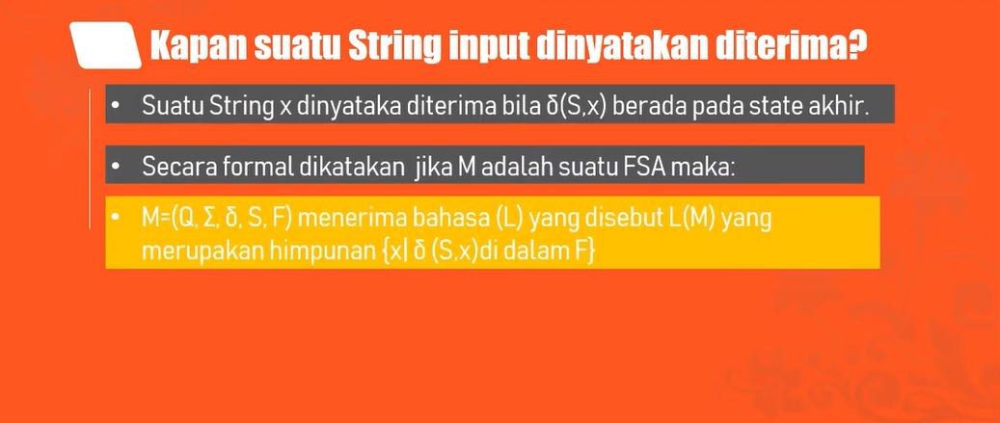 Kapan suatu String input dinyatakan diterima?
• Suatu String x dinyataka diterima bila δ(S,x) berada pada state akhir.
• Secara formal dikatakan jika M adalah suatu FSA maka:
• M=(Q, Σ, δ, S, F) menerima bahasa (L) yang disebut L(M) yang
merupakan himpunan {x| δ (S,x)di dalam F}